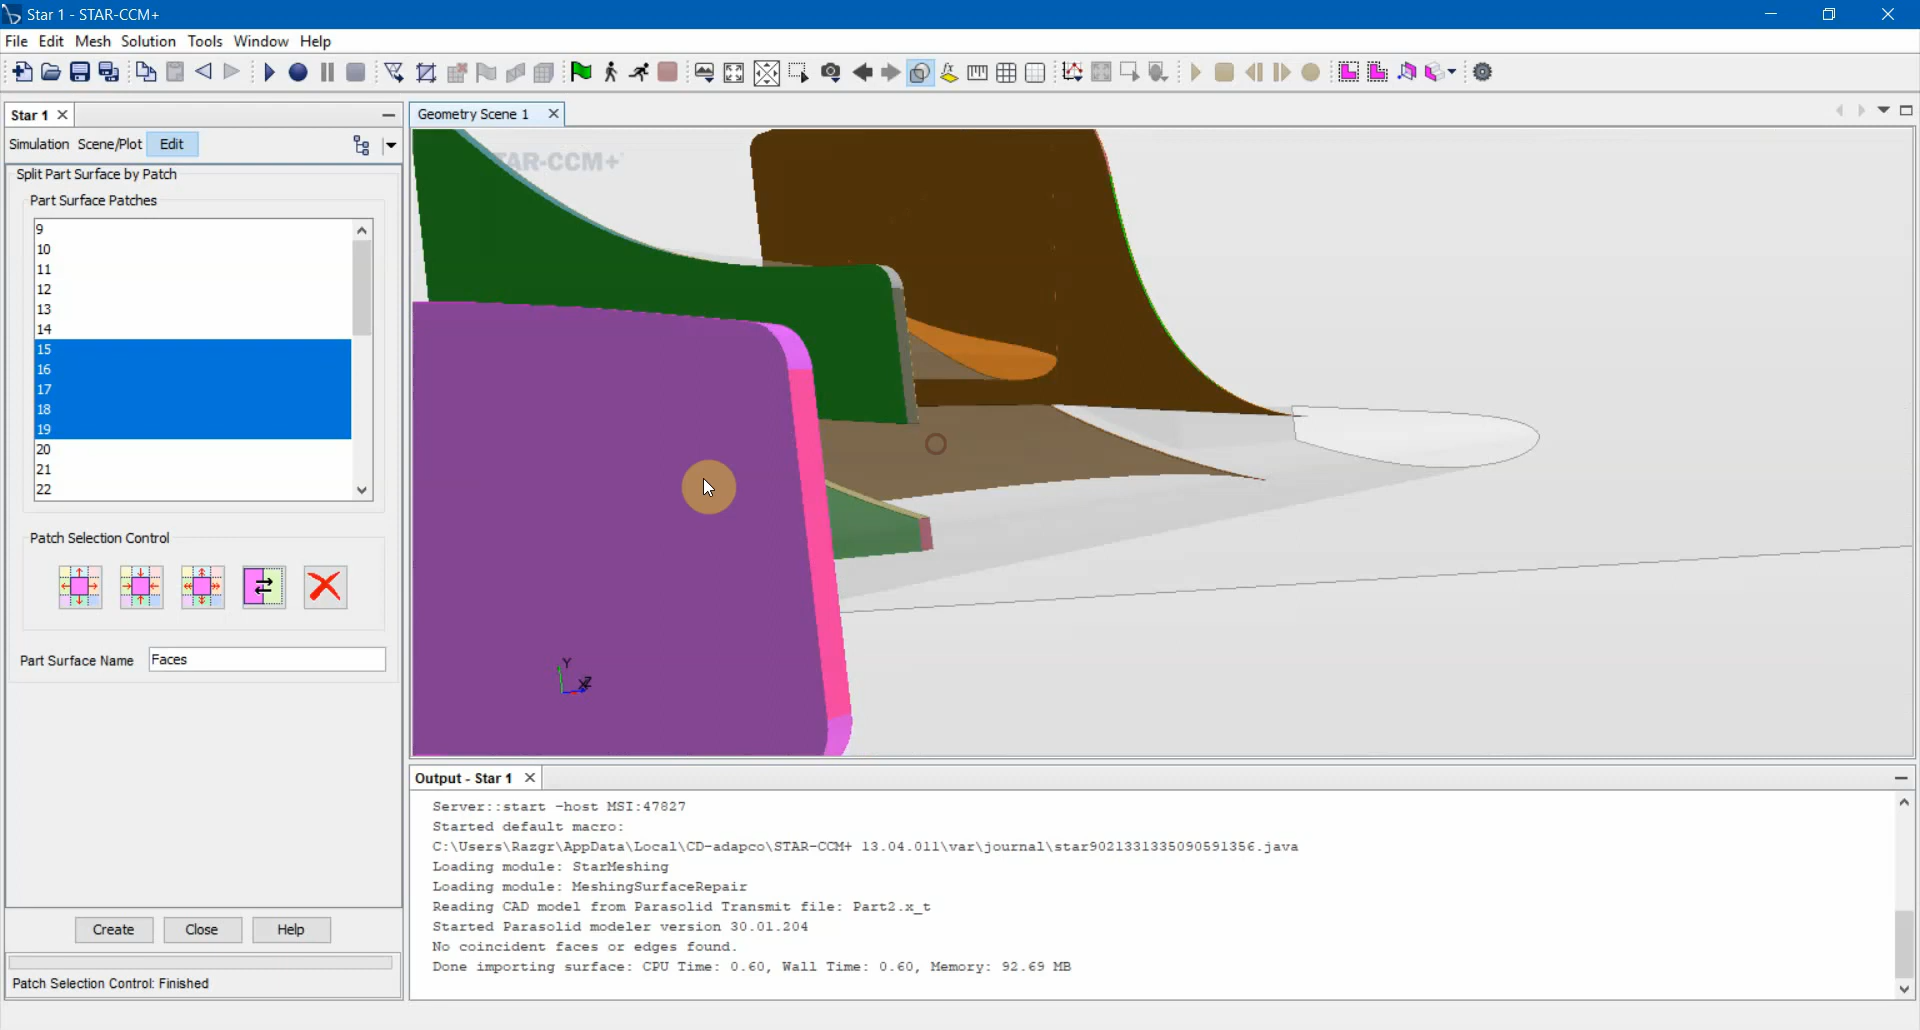 Star 1 - STAR-CCM+
File Edit Mesh Solution Tools Window Help
Star 1
Geometry Scene 1
Simulation Scene/Plot Edit
Split Part Surface by Patch
Part Surface Patches
9
10
11
12
13
14
15
16
17
18
19
20
21
22
Patch Selection Control
Part Surface Name Faces
Create Close Help
Patch Selection Control: Finished
TAR-CCM+
Y
X
Z
Output - Star 1
Server::start -host MSI:47827
Started default macro:
C:\Users\Razgr\AppData\Local\CD-adapco\STAR-CCM+ 13.04.011\var\journal\star9021331335090591356.java
Loading module: StarMeshing
Loading module: MeshingSurfaceRepair
Reading CAD model from Parasolid Transmit file: Part2.x_t
Started Parasolid modeler version 30.01.204
No coincident faces or edges found.
Done importing surface: CPU Time: 0.60, Wall Time: 0.60, Memory: 92.69 MB